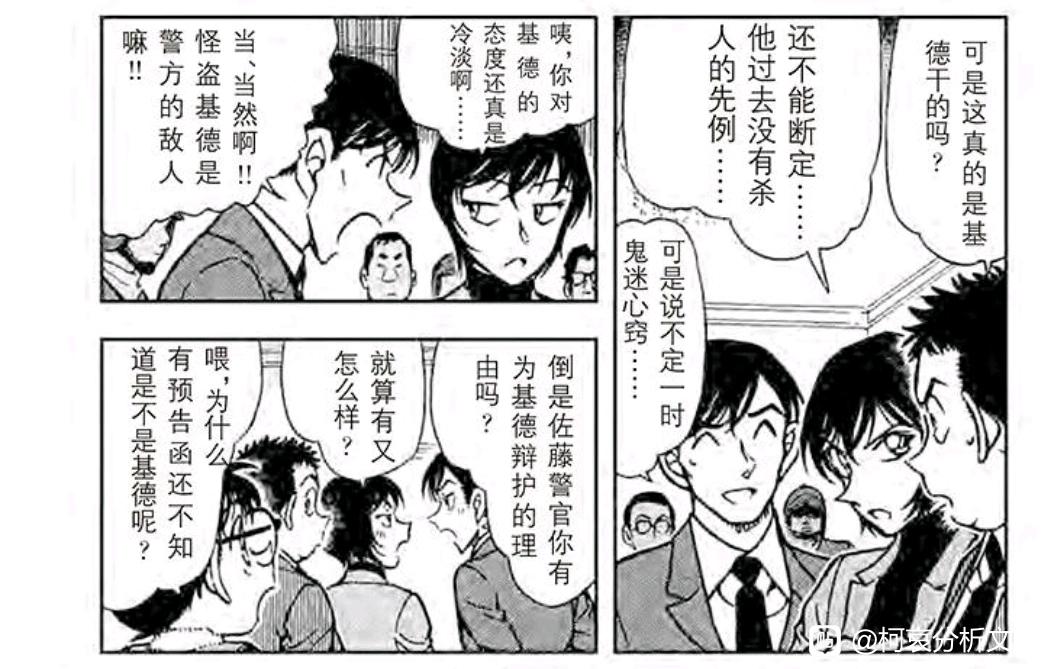 可是这真的是基
德干的吗？
还不能断定……
他过去没有杀
人的先例……
可是说不定一时
鬼迷心窍……
咦，你对
基德的
态度还真是
冷淡啊……
当、当然啊！！
怪盗基德是
警方的敌人
嘛！！
倒是佐藤警官你有
为基德辩护的理
由吗？
就算有又
怎么样？
喂，为什么
有预告函还不知
道是不是基德呢？
@柯哀分析文